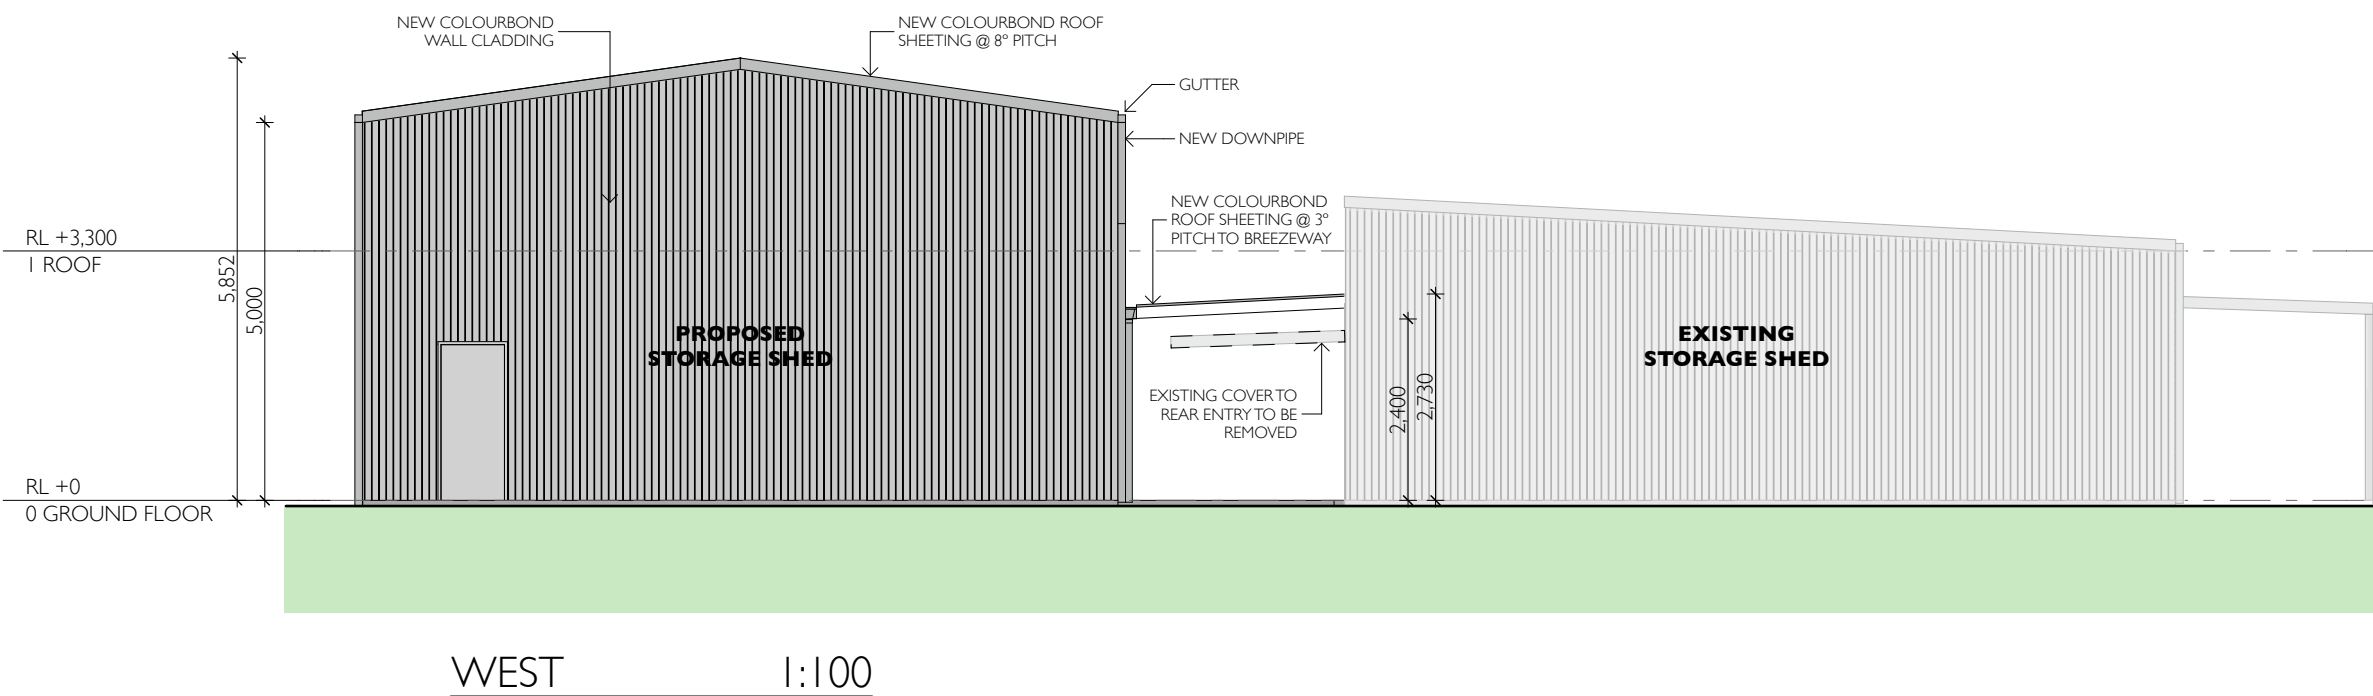 NEW COLOURBOND
WALL CLADDING
NEW COLOURBOND ROOF
SHEETING @ 8° PITCH
GUTTER
NEW DOWNPIPE
NEW COLOURBOND
ROOF SHEETING @ 3°
PITCH TO BREEZEWAY
RL +3,300
1 ROOF
5,852
5,000
PROPOSED
STORAGE SHED
EXISTING
STORAGE SHED
EXISTING COVER TO
REAR ENTRY TO BE
REMOVED
2,400
2,730
RL +0
0 GROUND FLOOR
WEST 1:100